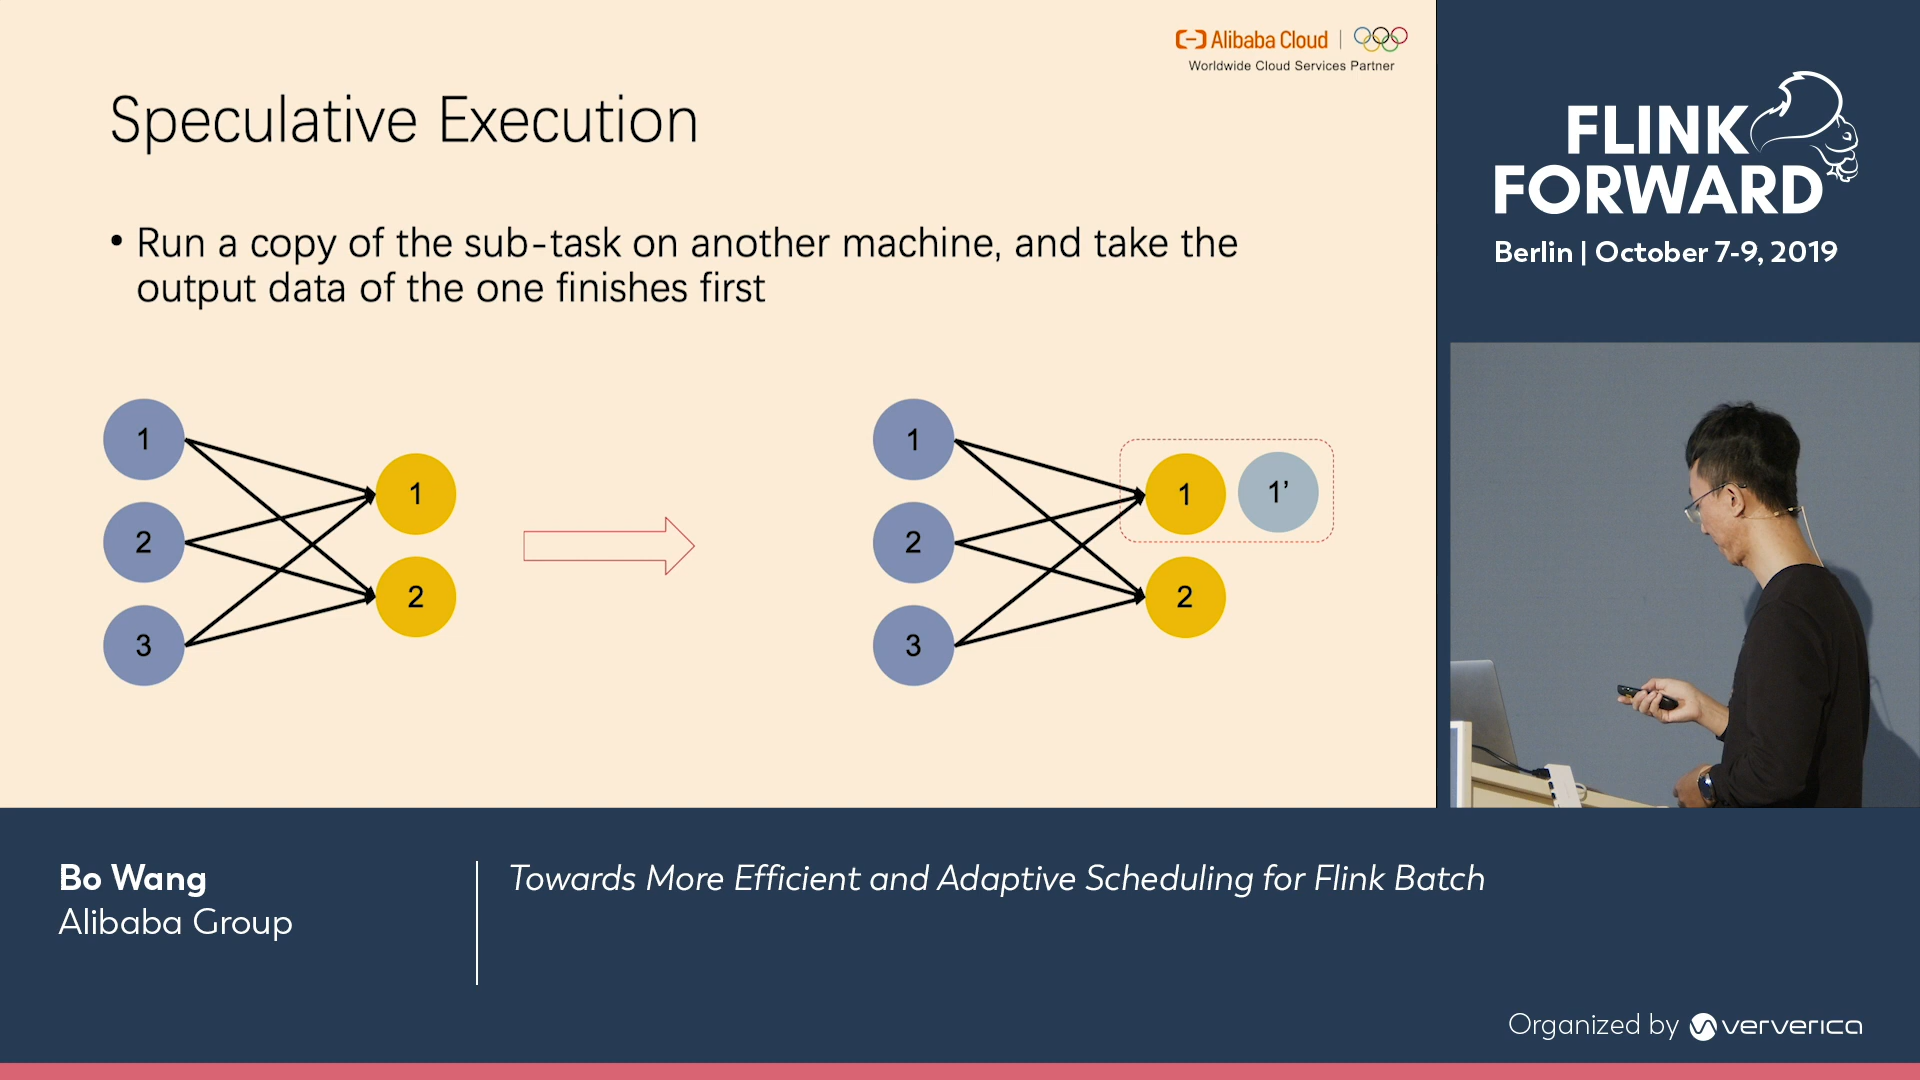 Alibaba Cloud
Worldwide Cloud Services Partner
Speculative Execution
• Run a copy of the sub-task on another machine, and take the
output data of the one finishes first
1
2
3
1
2
1
2
3
1
1’
2
FLINK
FORWARD
Berlin | October 7-9, 2019
Bo Wang
Alibaba Group
Towards More Efficient and Adaptive Scheduling for Flink Batch
Organized by ververica